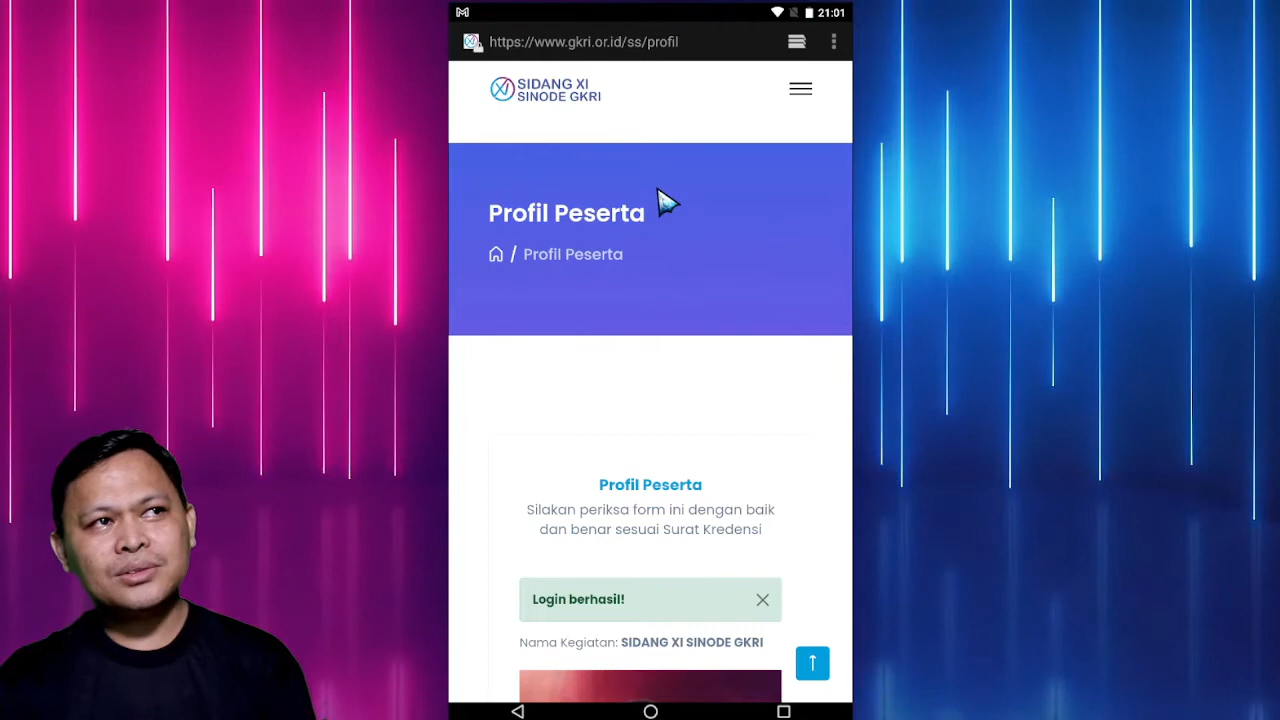 21:01
https://www.gkri.or.id/ss/profil
SIDANG XI
SINODE GKRI
Profil Peserta
/ Profil Peserta
Profil Peserta
Silakan periksa form ini dengan baik
dan benar sesuai Surat Kredensi
Login berhasil!
Nama Kegiatan: SIDANG XI SINODE GKRI